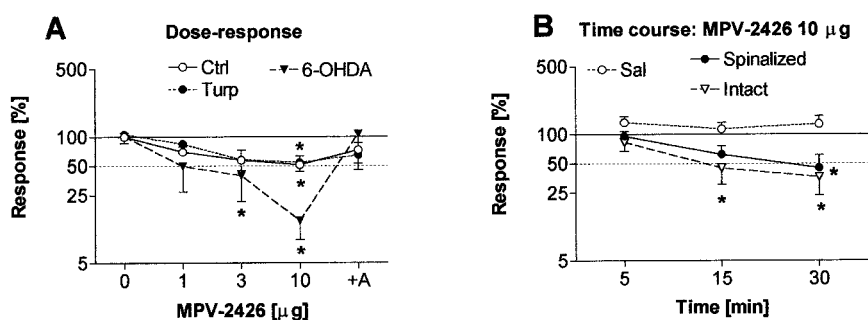 A
Dose-response
Ctrl
6-OHDA
Turp
500
100
50
25
5
Response [%]
*
*
*
*
0 1 3 10 +A
MPV-2426 [μg]
B
Time course: MPV-2426 10 μg
Sal
Spinalized
Intact
500
100
50
25
5
Response [%]
*
*
*
5 15 30
Time [min]